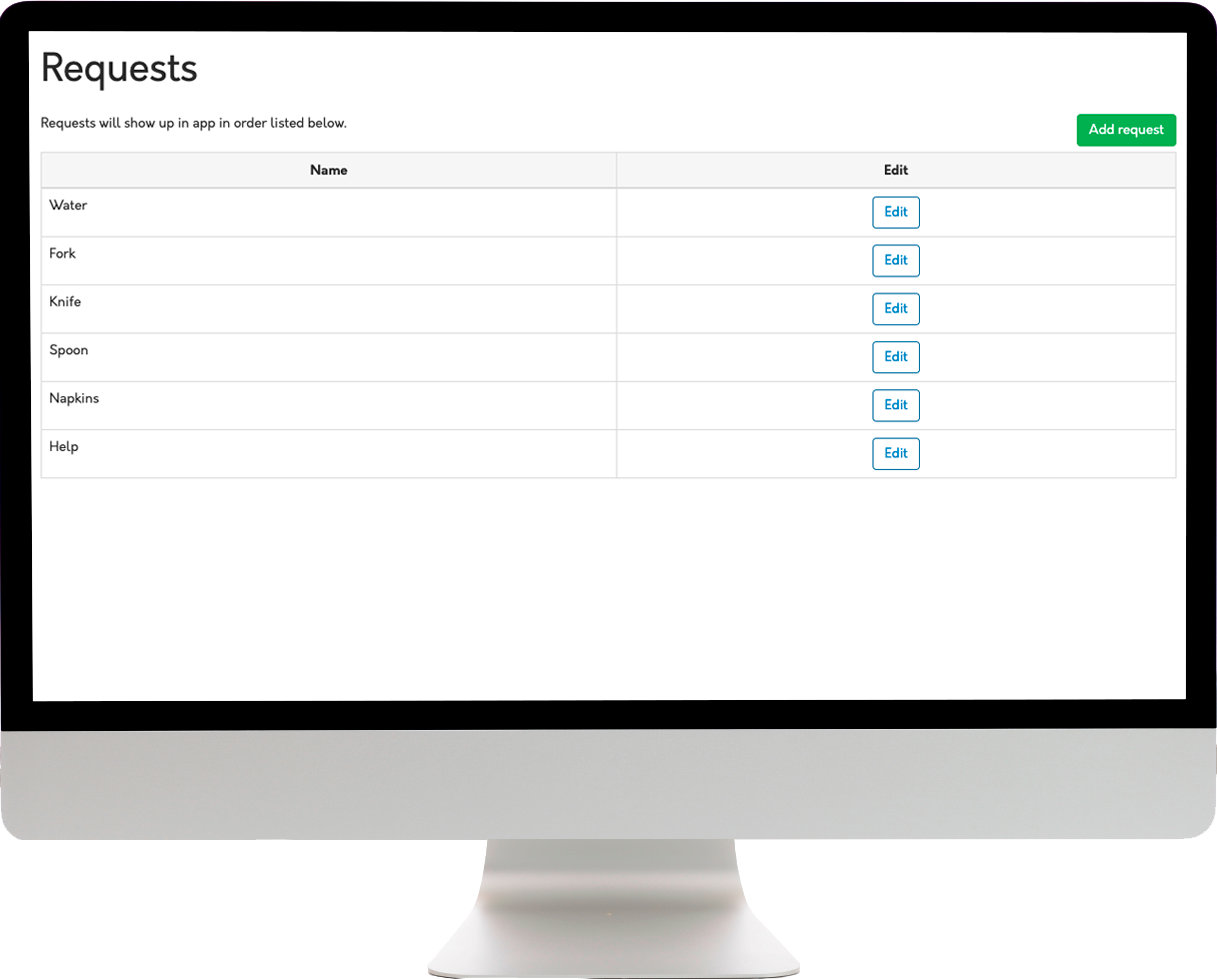 Requests
Requests will show up in app in order listed below.
Add request
Name Edit
Water Edit
Fork Edit
Knife Edit
Spoon Edit
Napkins Edit
Help Edit